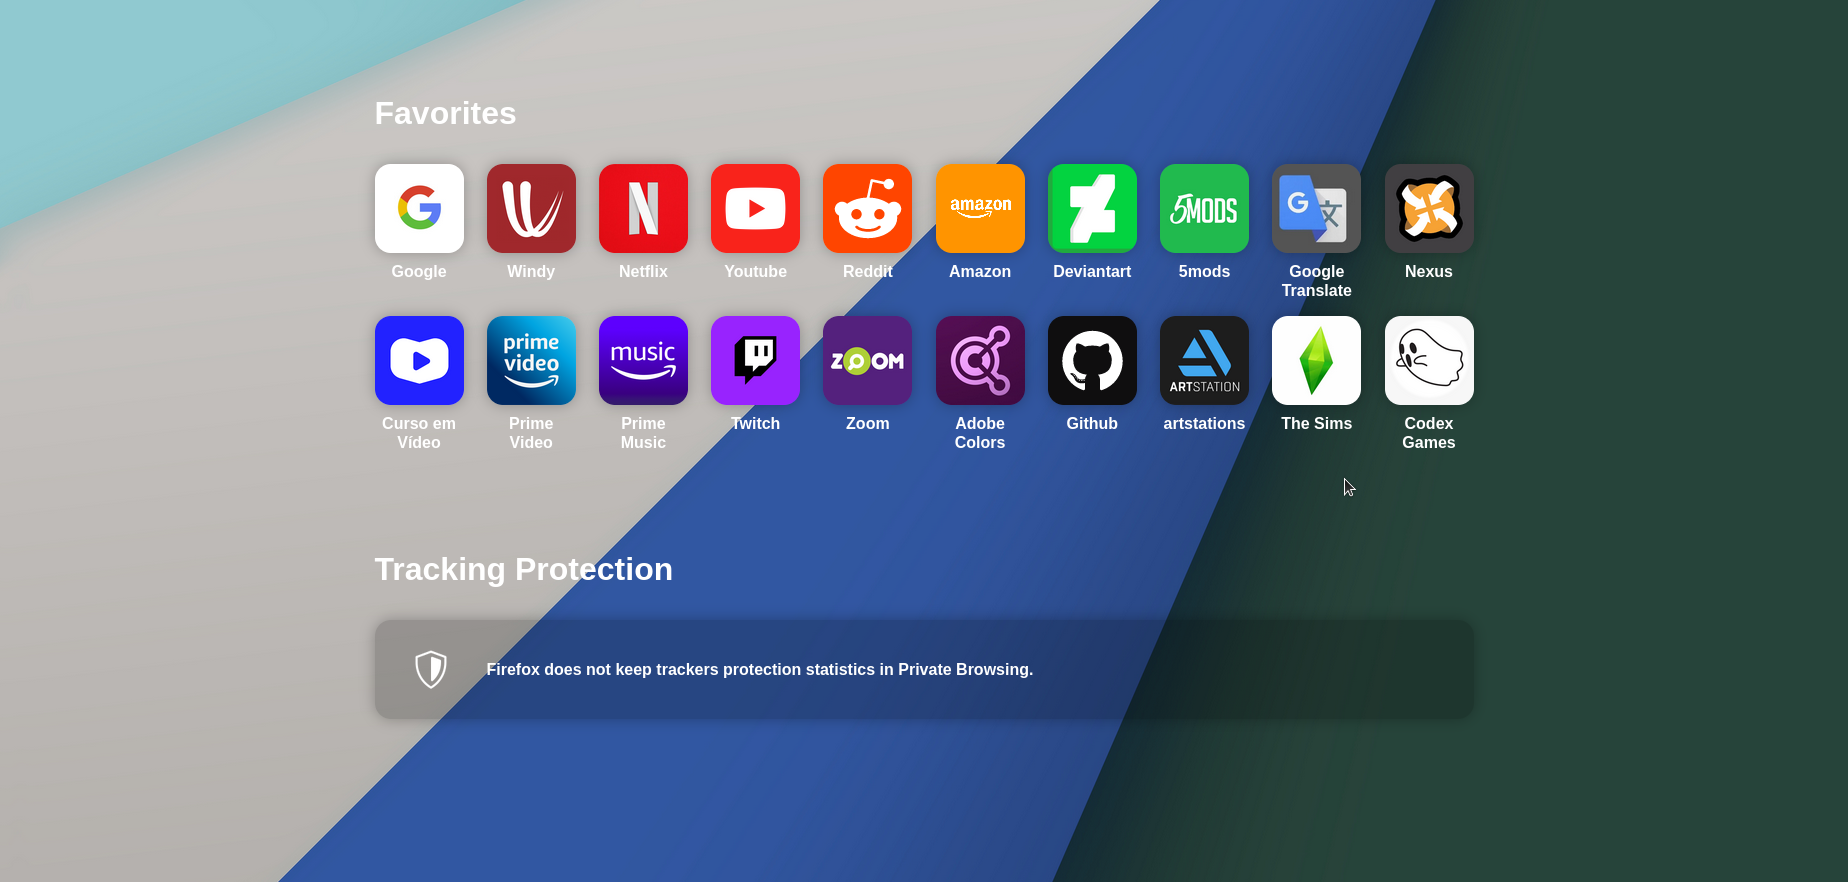 Favorites
amazon
5MODS
G 文
Google
Windy
Netflix
Youtube
Reddit
Amazon
Deviantart
5mods
Google
Translate
Nexus
prime
video
music
ZOOM
ARTSTATION
Curso em
Vídeo
Prime
Video
Prime
Music
Twitch
Zoom
Adobe
Colors
Github
artstations
The Sims
Codex
Games
Tracking Protection
Firefox does not keep trackers protection statistics in Private Browsing.